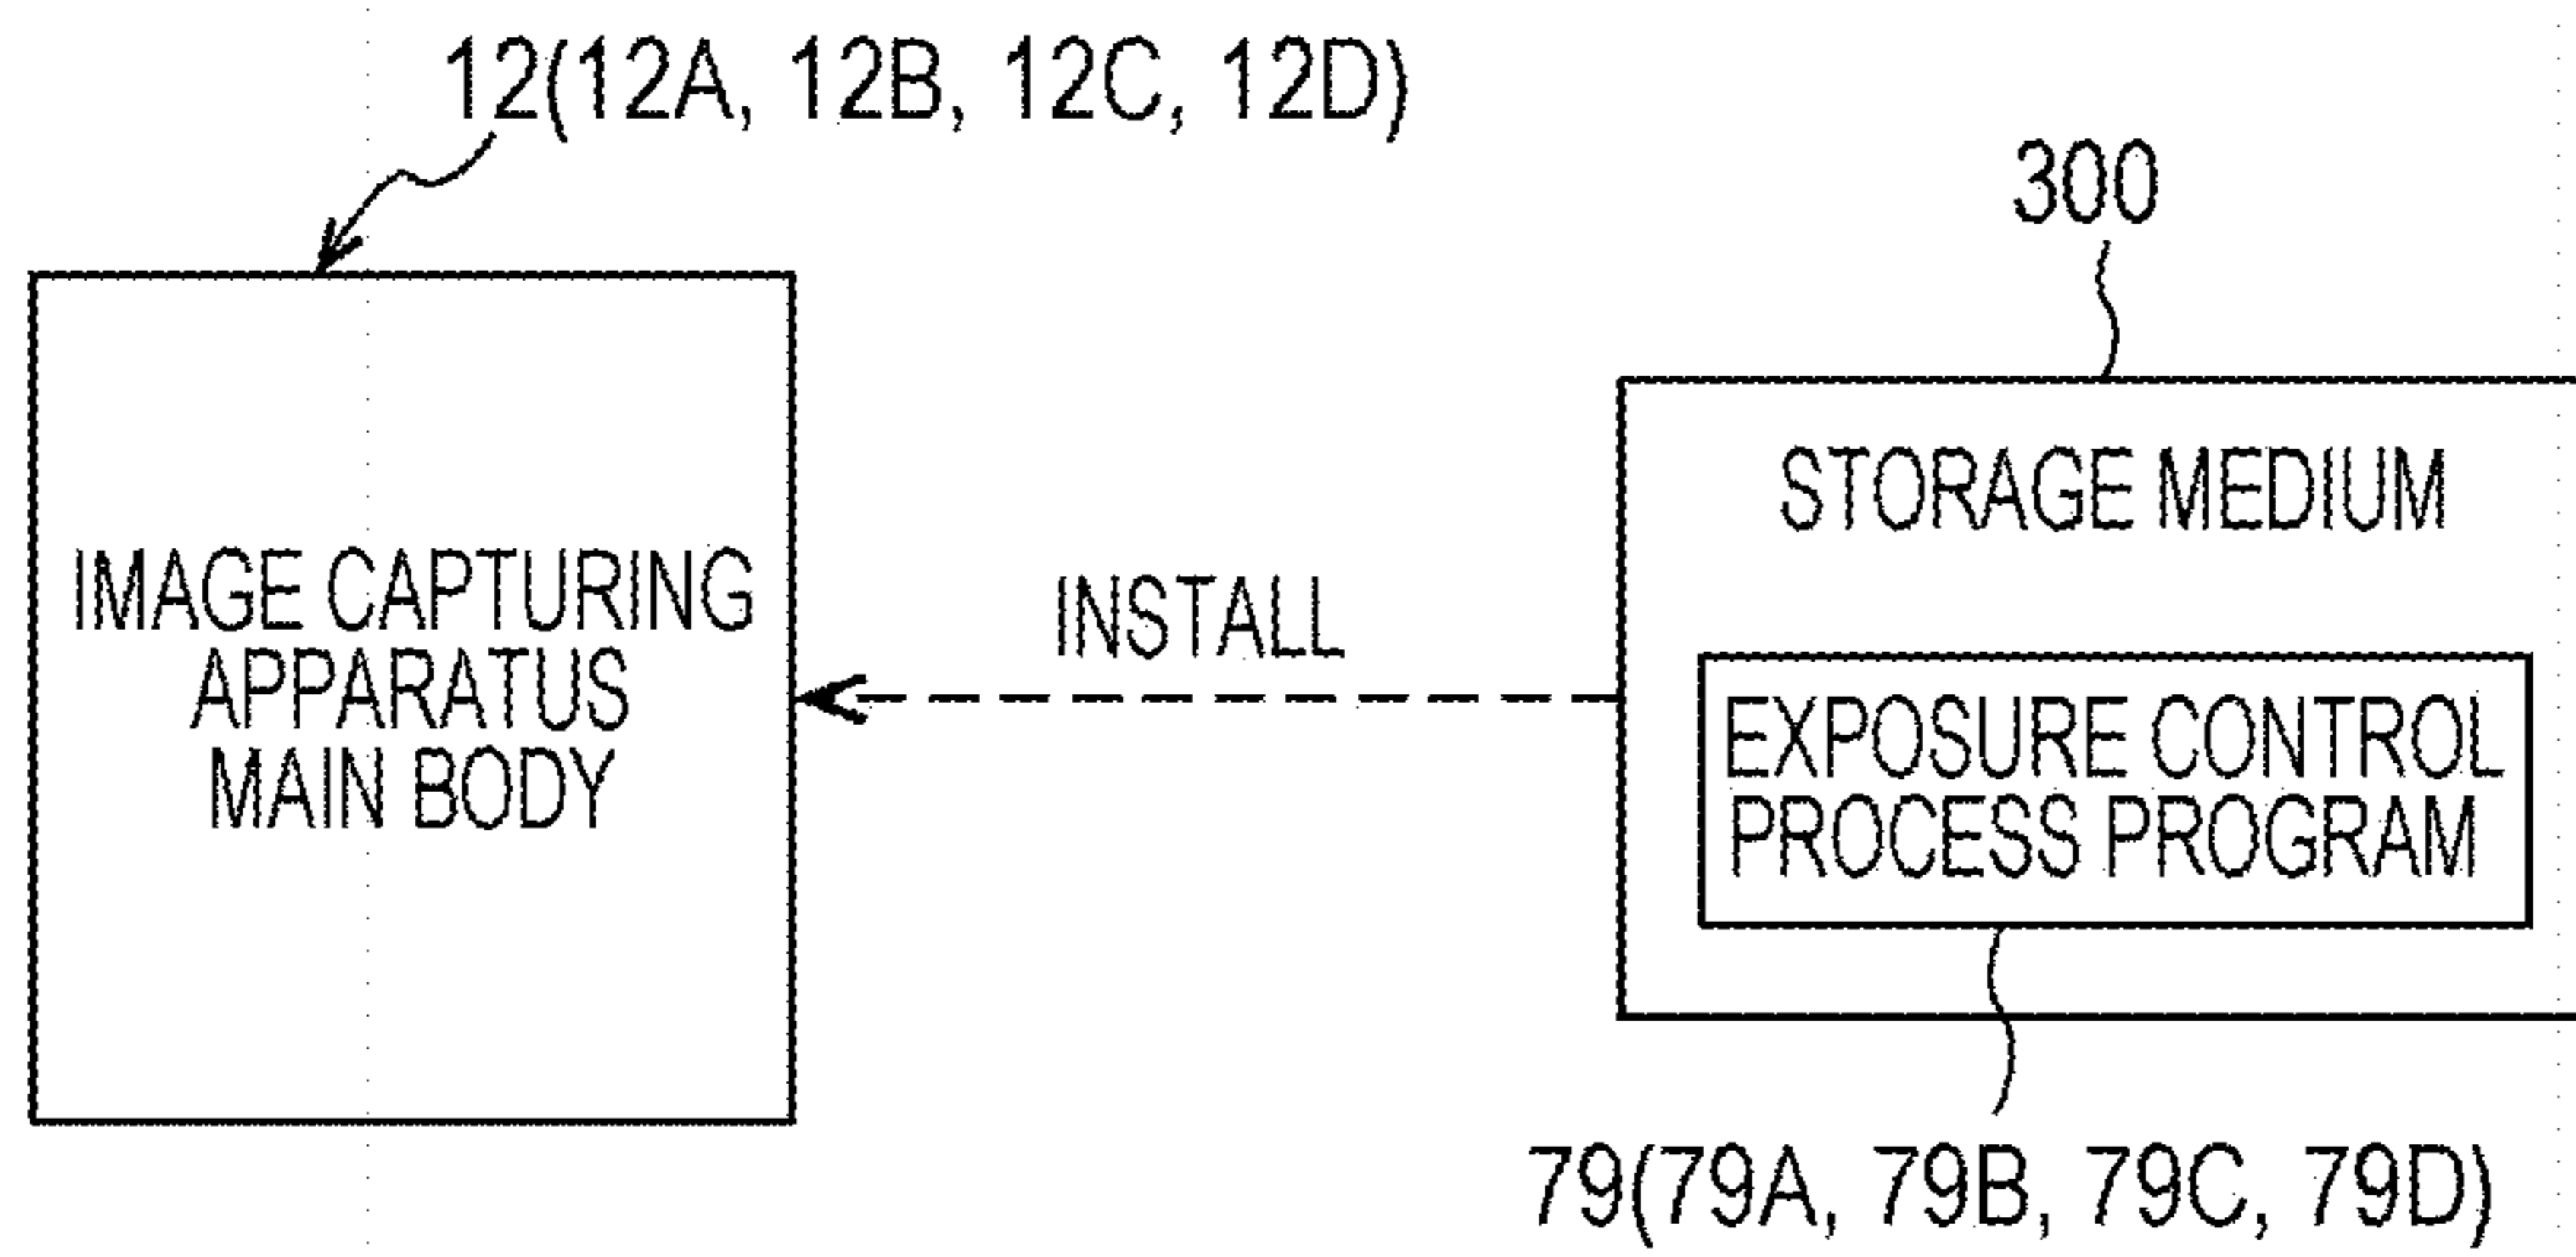 12(12A, 12B, 12C, 12D)
300
IMAGE CAPTURING
APPARATUS
MAIN BODY
INSTALL
STORAGE MEDIUM
EXPOSURE CONTROL
PROCESS PROGRAM
79(79A, 79B, 79C, 79D)